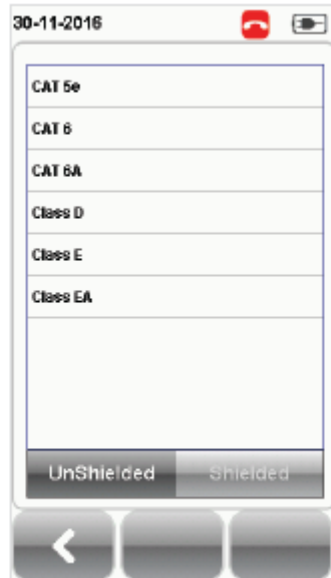 30-11-2016
CAT 5e
CAT 6
CAT 6A
Class D
Class E
Class EA
UnShielded Shielded